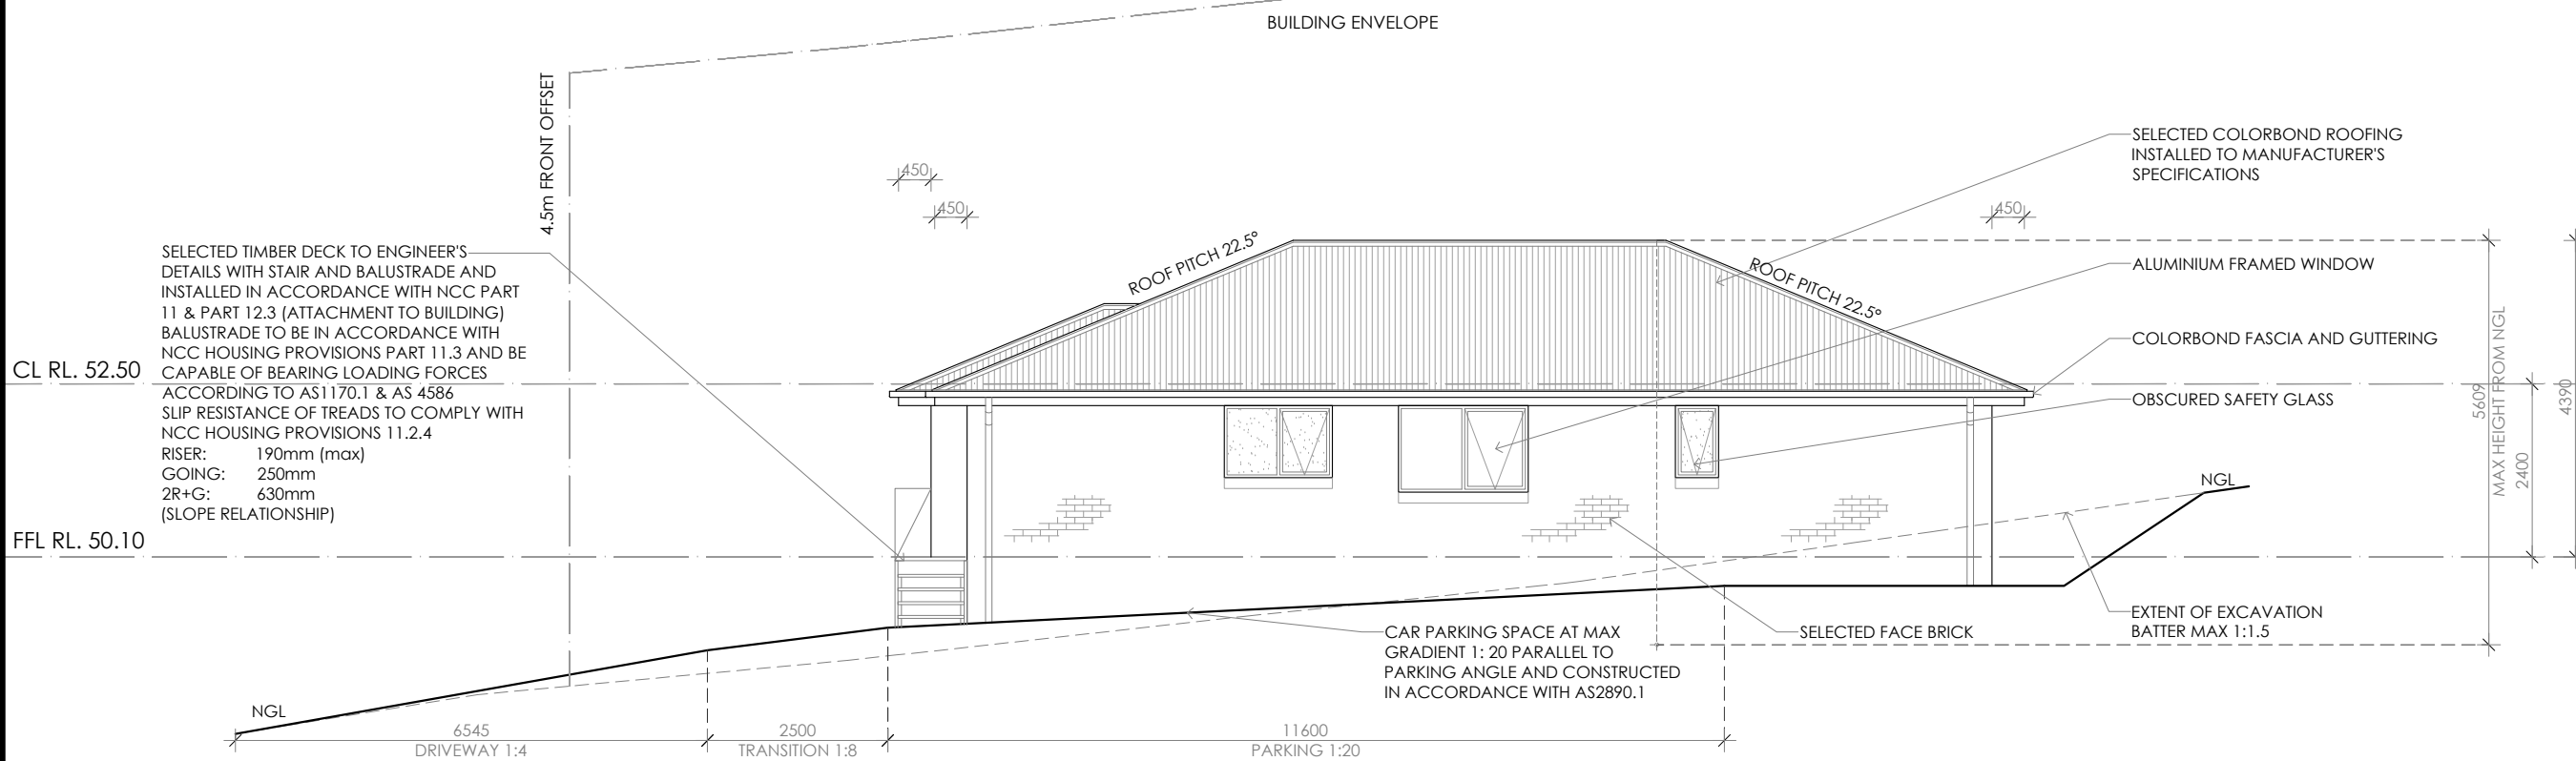 BUILDING ENVELOPE
4.5m FRONT OFFSET
450
450
450
SELECTED COLORBOND ROOFING
INSTALLED TO MANUFACTURER'S
SPECIFICATIONS
SELECTED TIMBER DECK TO ENGINEER'S
DETAILS WITH STAIR AND BALUSTRADE AND
INSTALLED IN ACCORDANCE WITH NCC PART
11 & PART 12.3 (ATTACHMENT TO BUILDING)
BALUSTRADE TO BE IN ACCORDANCE WITH
NCC HOUSING PROVISIONS PART 11.3 AND BE
CAPABLE OF BEARING LOADING FORCES
ACCORDING TO AS1170.1 & AS 4586
SLIP RESISTANCE OF TREADS TO COMPLY WITH
NCC HOUSING PROVISIONS 11.2.4
RISER: 190mm (max)
GOING: 250mm
2R+G: 630mm
(SLOPE RELATIONSHIP)
ROOF PITCH 22.5°
ROOF PITCH 22.5°
ALUMINIUM FRAMED WINDOW
COLORBOND FASCIA AND GUTTERING
OBSCURED SAFETY GLASS
CL RL. 52.50
FFL RL. 50.10
5609
MAX HEIGHT FROM NGL
2400
4390
NGL
EXTENT OF EXCAVATION
BATTER MAX 1:1.5
SELECTED FACE BRICK
CAR PARKING SPACE AT MAX
GRADIENT 1: 20 PARALLEL TO
PARKING ANGLE AND CONSTRUCTED
IN ACCORDANCE WITH AS2890.1
NGL
6545
DRIVEWAY 1:4
2500
TRANSITION 1:8
11600
PARKING 1:20